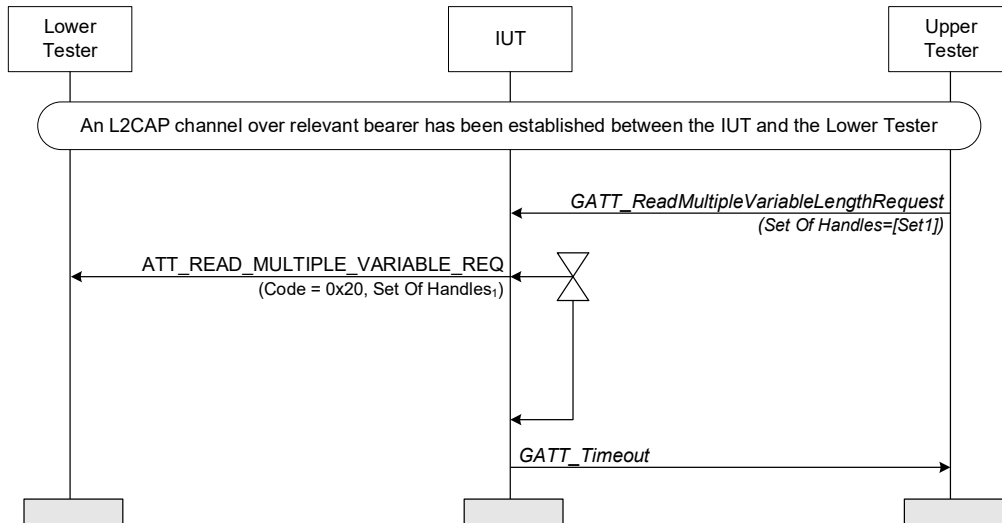 Lower
Tester
IUT
Upper
Tester
An L2CAP channel over relevant bearer has been established between the IUT and the Lower Tester
GATT_ReadMultipleVariableLengthRequest
(Set Of Handles=[Set1])
ATT_READ_MULTIPLE_VARIABLE_REQ
(Code = 0x20, Set Of Handles₁)
GATT_Timeout